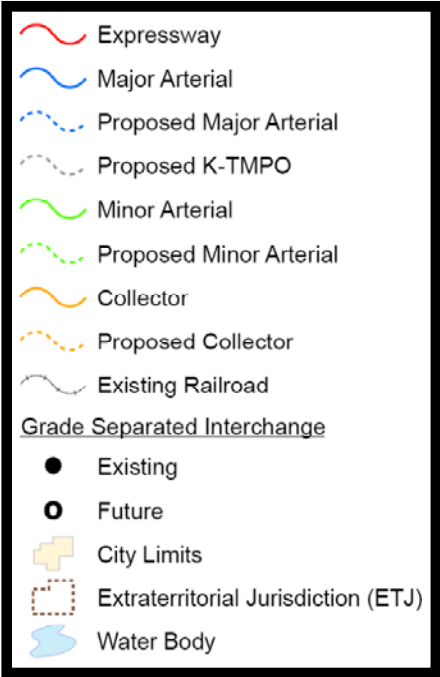 Expressway
Major Arterial
Proposed Major Arterial
Proposed K-TMPO
Minor Arterial
Proposed Minor Arterial
Collector
Proposed Collector
Existing Railroad
Grade Separated Interchange
Existing
Future
City Limits
Extraterritorial Jurisdiction (ETJ)
Water Body